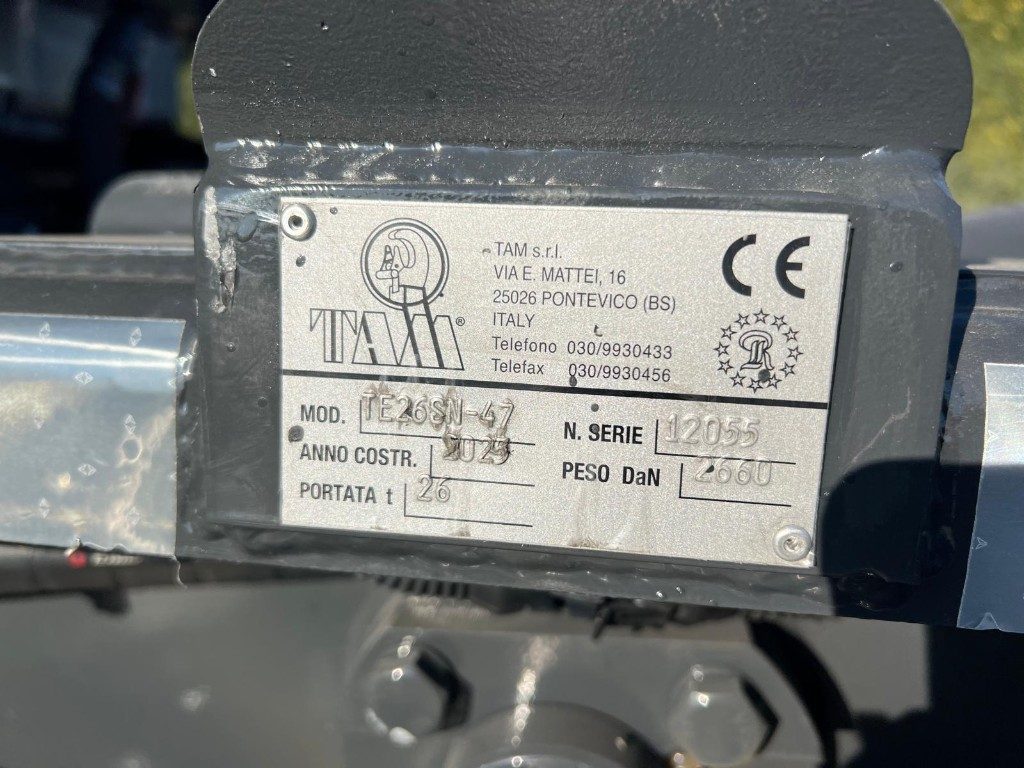 TAM®
TAM s.r.l.
VIA E. MATTEI, 16
25026 PONTEVICO (BS)
ITALY
Telefono 030/9930433
Telefax 030/9930456
CE
MOD. TE26SN-47
N. SERIE 12055
ANNO COSTR. 2023
PESO DaN 2660
PORTATA t 26